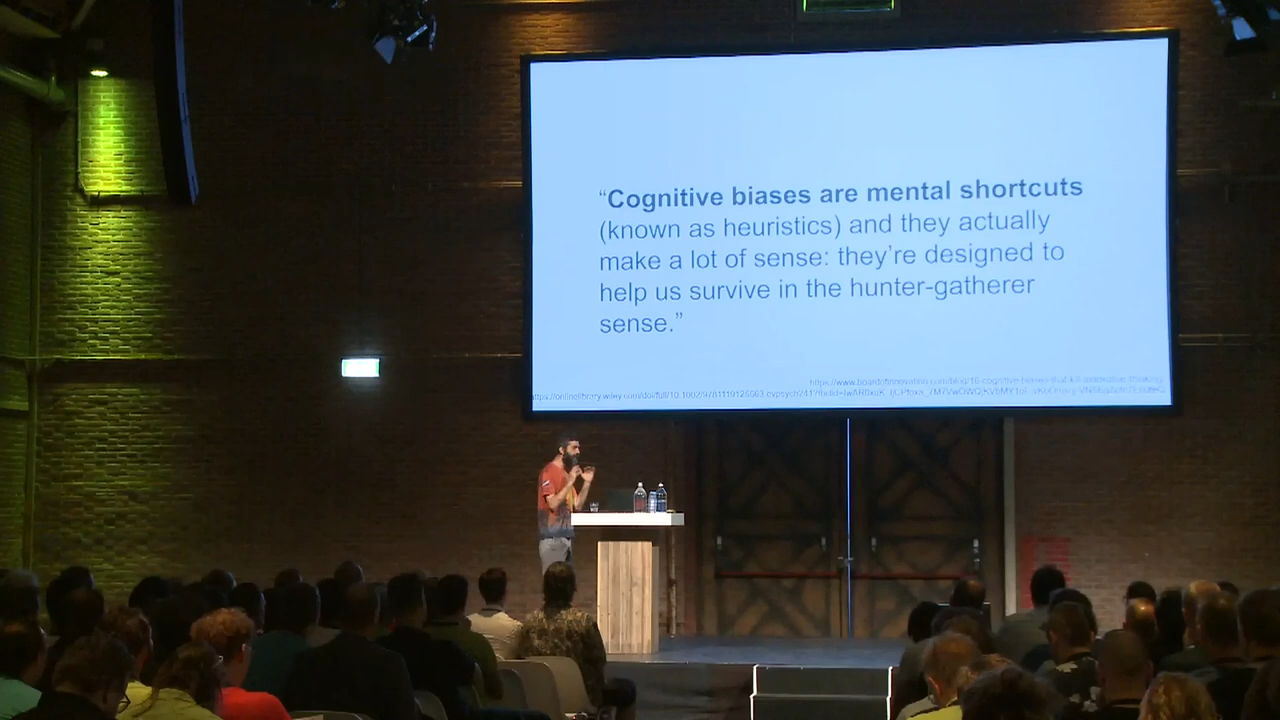 “Cognitive biases are mental shortcuts
(known as heuristics) and they actually
make a lot of sense: they’re designed to
help us survive in the hunter-gatherer
sense.”